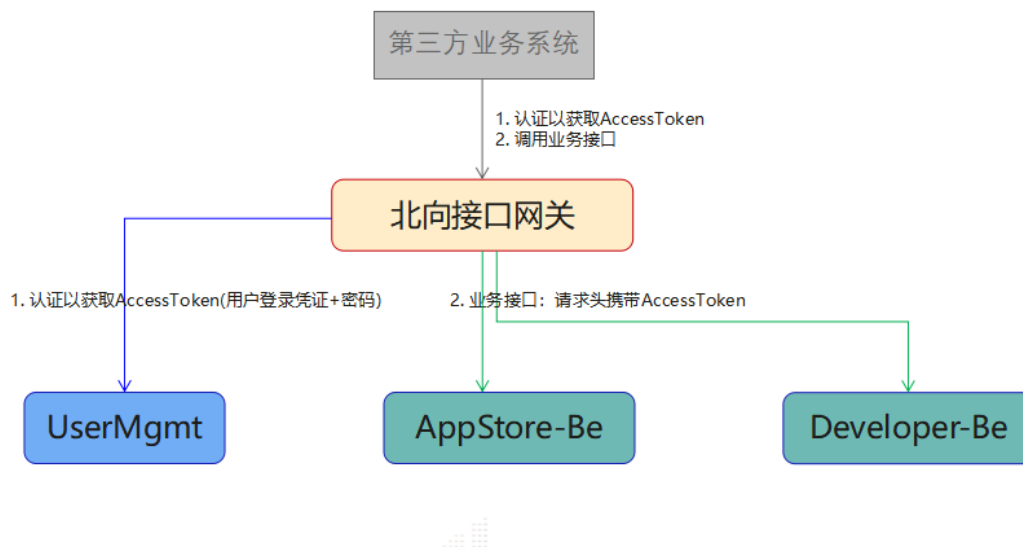 第三方业务系统
1. 认证以获取AccessToken
2. 调用业务接口
北向接口网关
1. 认证以获取AccessToken(用户登录凭证+密码)
2. 业务接口：请求头携带AccessToken
UserMgmt
AppStore-Be
Developer-Be